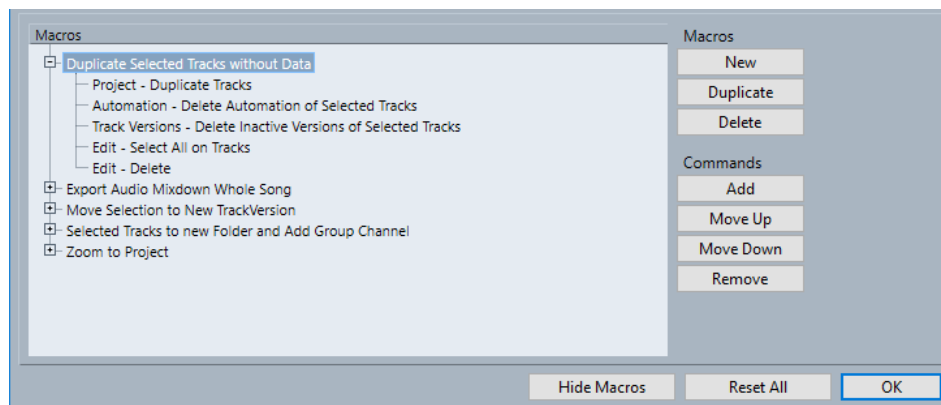 Macros
Duplicate Selected Tracks without Data
Project - Duplicate Tracks
Automation - Delete Automation of Selected Tracks
Track Versions - Delete Inactive Versions of Selected Tracks
Edit - Select All on Tracks
Edit - Delete
Export Audio Mixdown Whole Song
Move Selection to New TrackVersion
Selected Tracks to new Folder and Add Group Channel
Zoom to Project
Macros
New
Duplicate
Delete
Commands
Add
Move Up
Move Down
Remove
Hide Macros
Reset All
OK